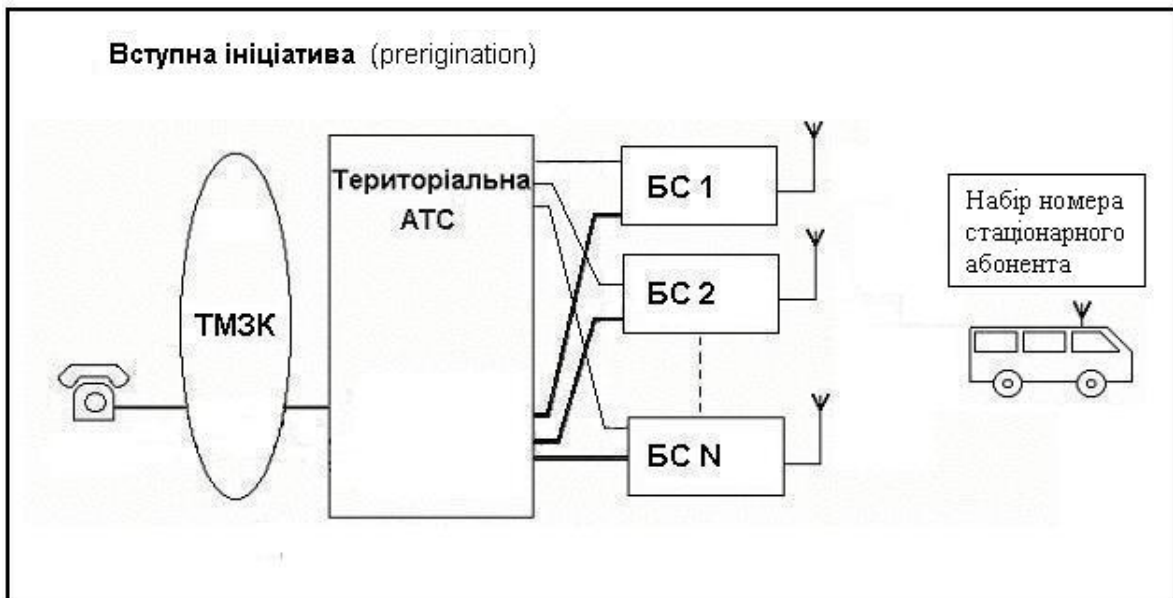 Вступна ініціатива (prerigination)
Територіальна
АТС
ТМЗК
БС 1
БС 2
БС N
Набір номера
стаціонарного
абонента